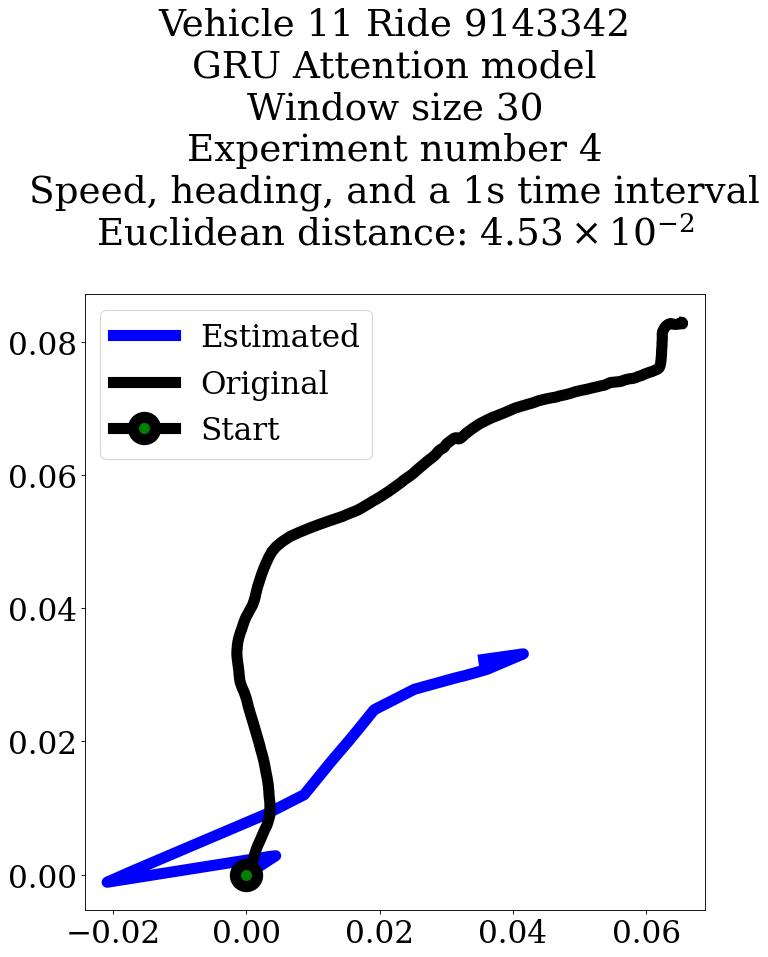 Vehicle 11 Ride 9143342
GRU Attention model
Window size 30
Experiment number 4
Speed, heading, and a 1s time interval
Euclidean distance: 4.53 × 10⁻²
Estimated
Original
Start
0.08
0.06
0.04
0.02
0.00
−0.02 0.00 0.02 0.04 0.06